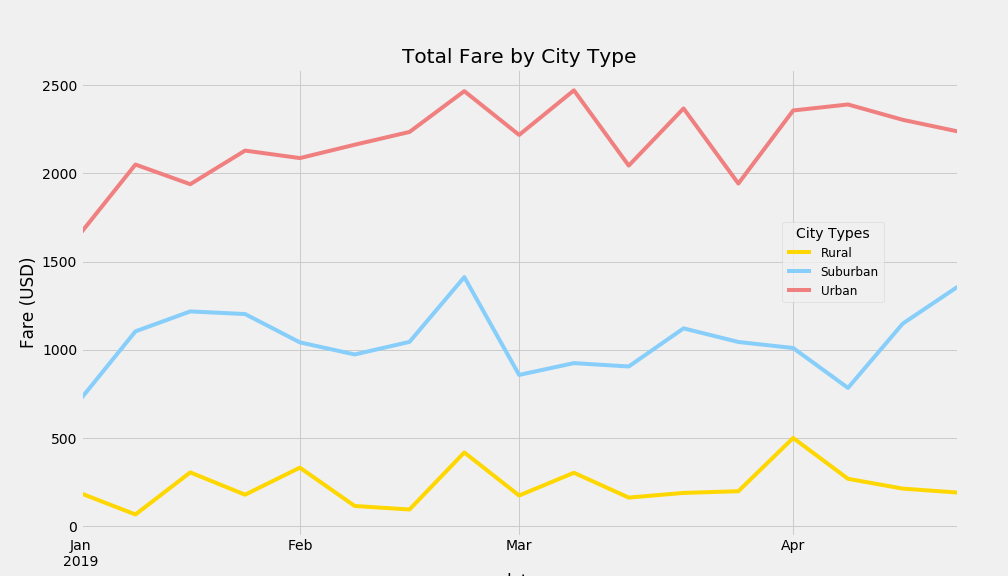 Total Fare by City Type
2500
2000
1500
1000
500
0
Fare (USD)
City Types
Rural
Suburban
Urban
Jan
2019
Feb
Mar
Apr